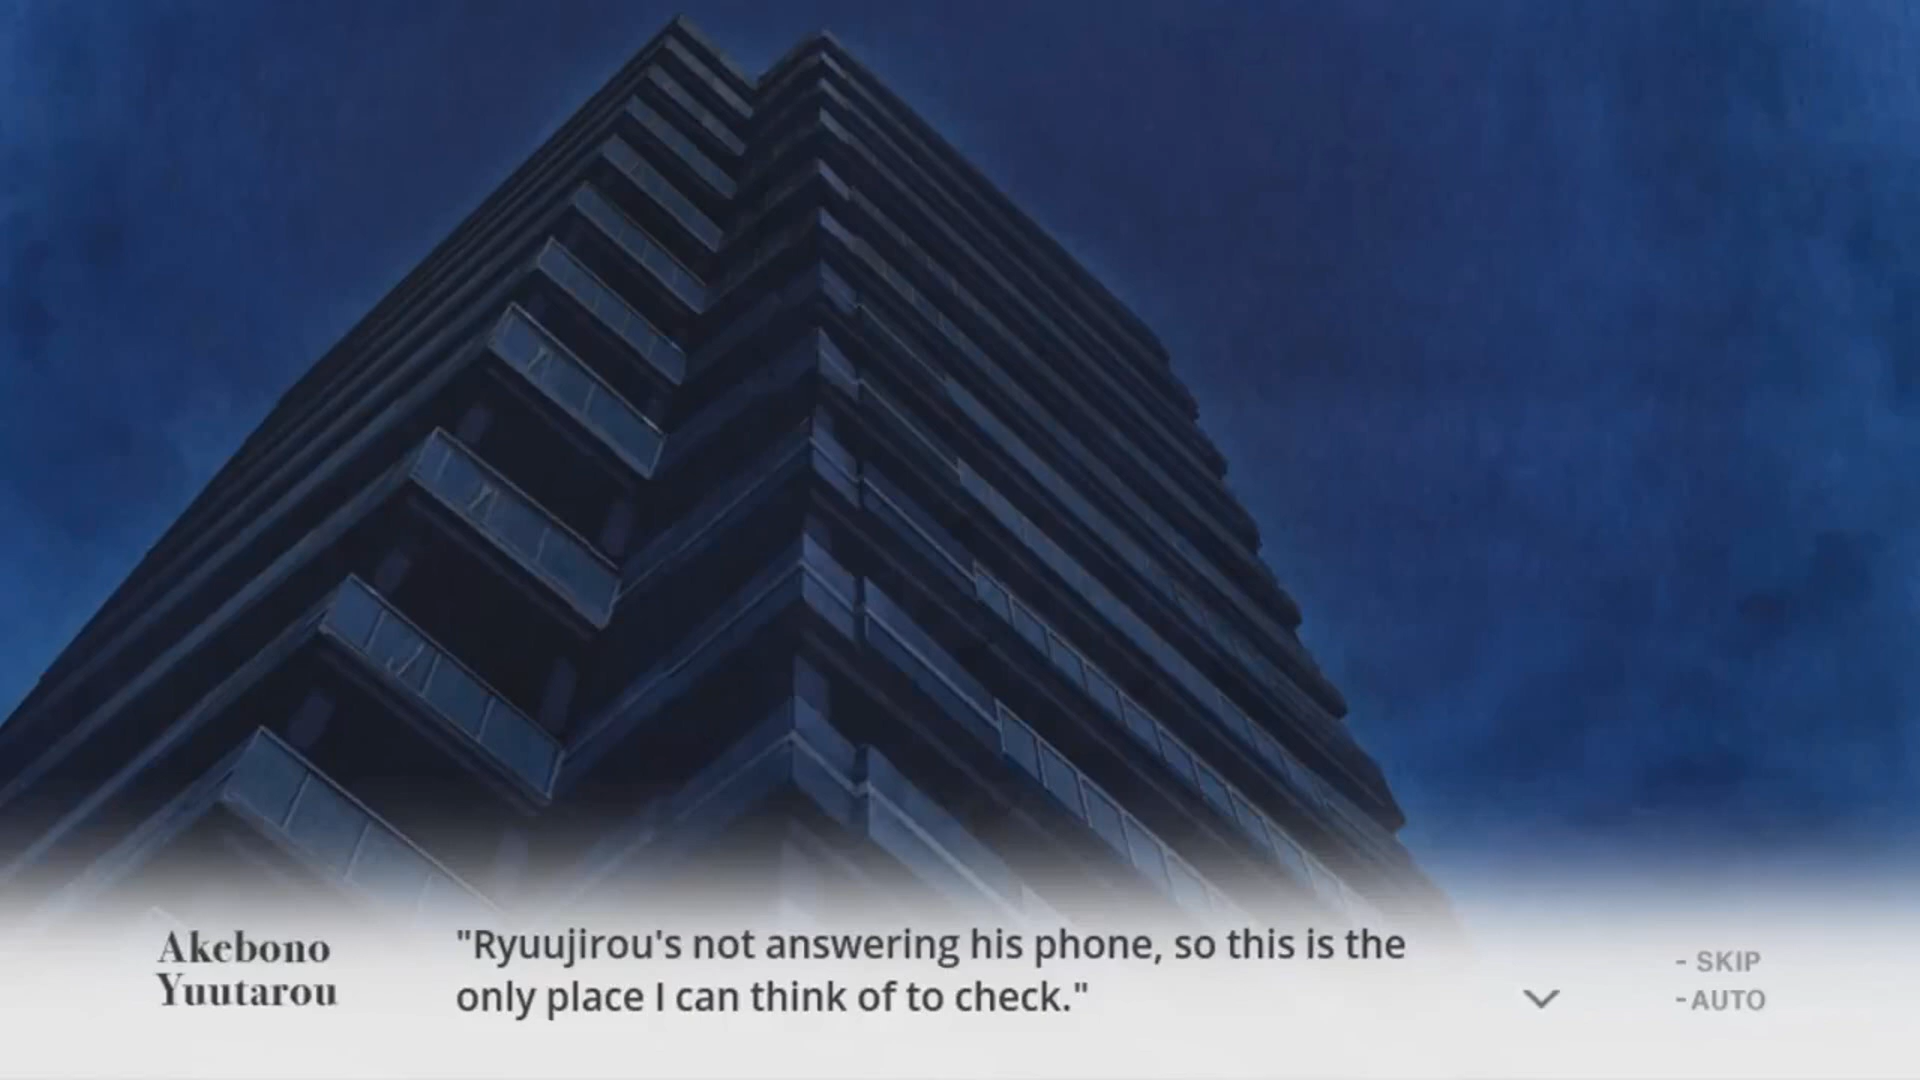 Akebono
Yuutarou
"Ryuujirou's not answering his phone, so this is the
only place I can think of to check."
- SKIP
-AUTO